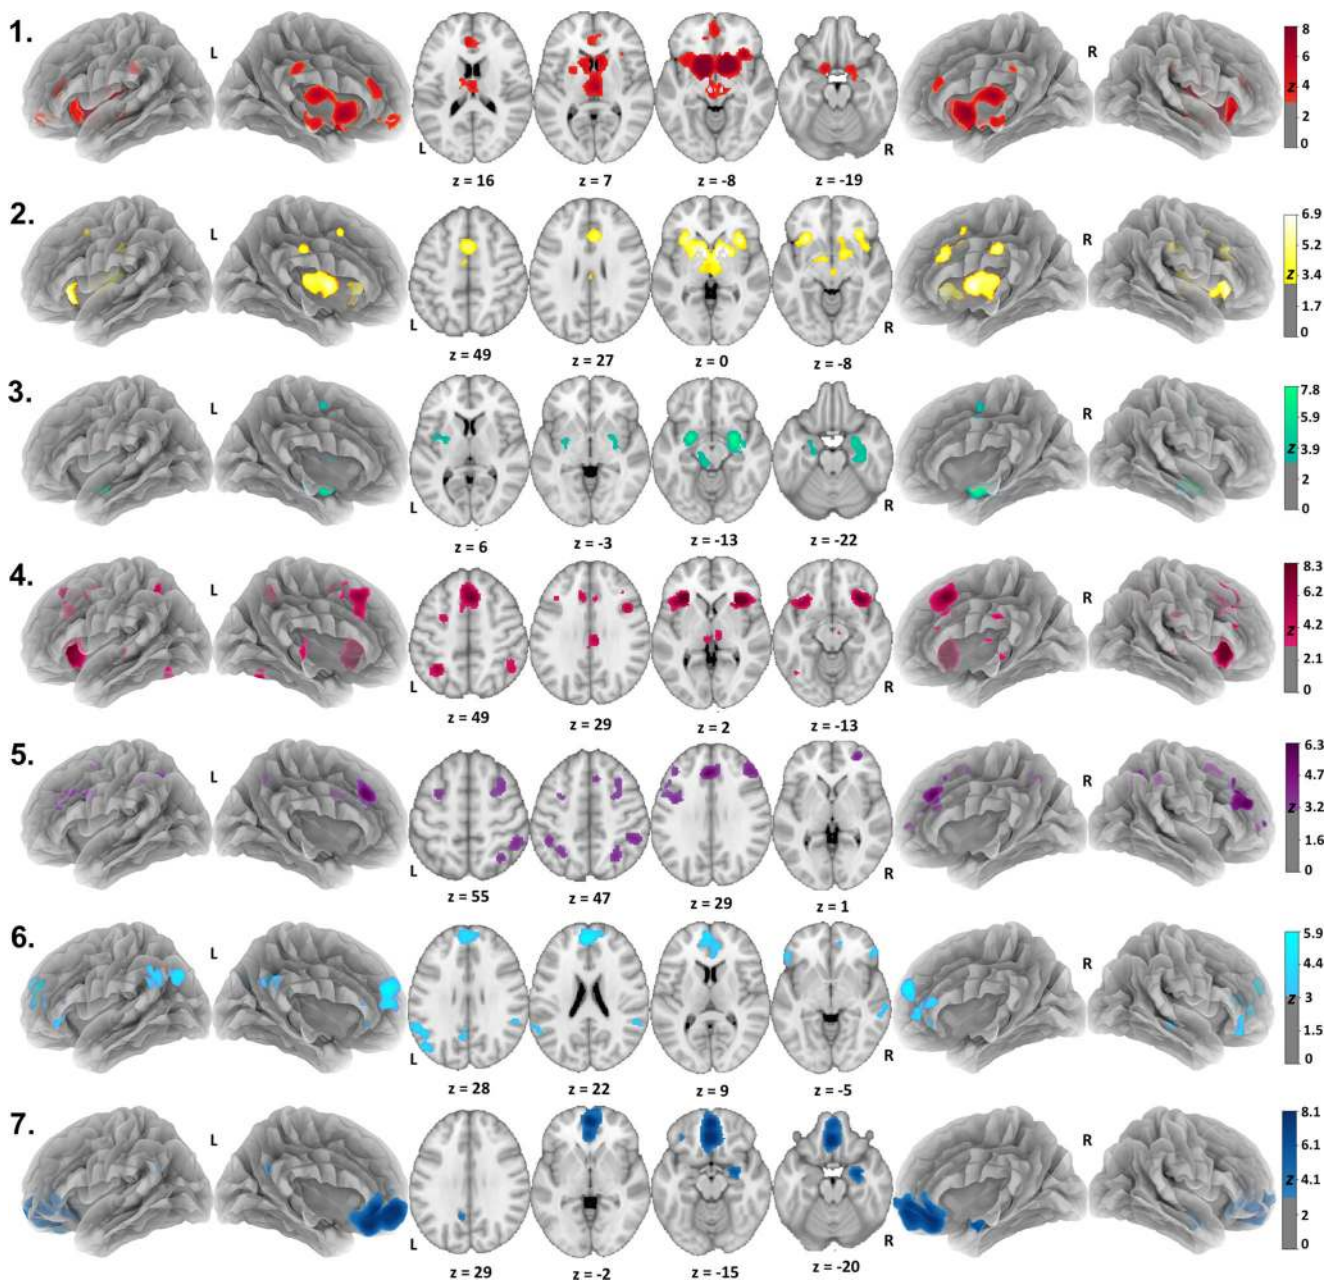 1.
L
R
L
R
z = 16
z = 7
z = -8
z = -19
8
6
Z
4
2
0
2.
L
R
L
R
z = 49
z = 27
z = 0
z = -8
6.9
5.2
Z
3.4
1.7
0
3.
L
R
L
R
z = 6
z = -3
z = -13
z = -22
7.8
5.9
Z
3.9
2
0
4.
L
R
L
R
z = 49
z = 29
z = 2
z = -13
8.3
6.2
Z
4.2
2.1
0
5.
L
R
L
R
z = 55
z = 47
z = 29
z = 1
6.3
4.7
Z
3.2
1.6
0
6.
L
R
L
R
z = 28
z = 22
z = 9
z = -5
5.9
4.4
Z
3
1.5
0
7.
L
R
L
R
z = 29
z = -2
z = -15
z = -20
8.1
6.1
Z
4.1
2
0